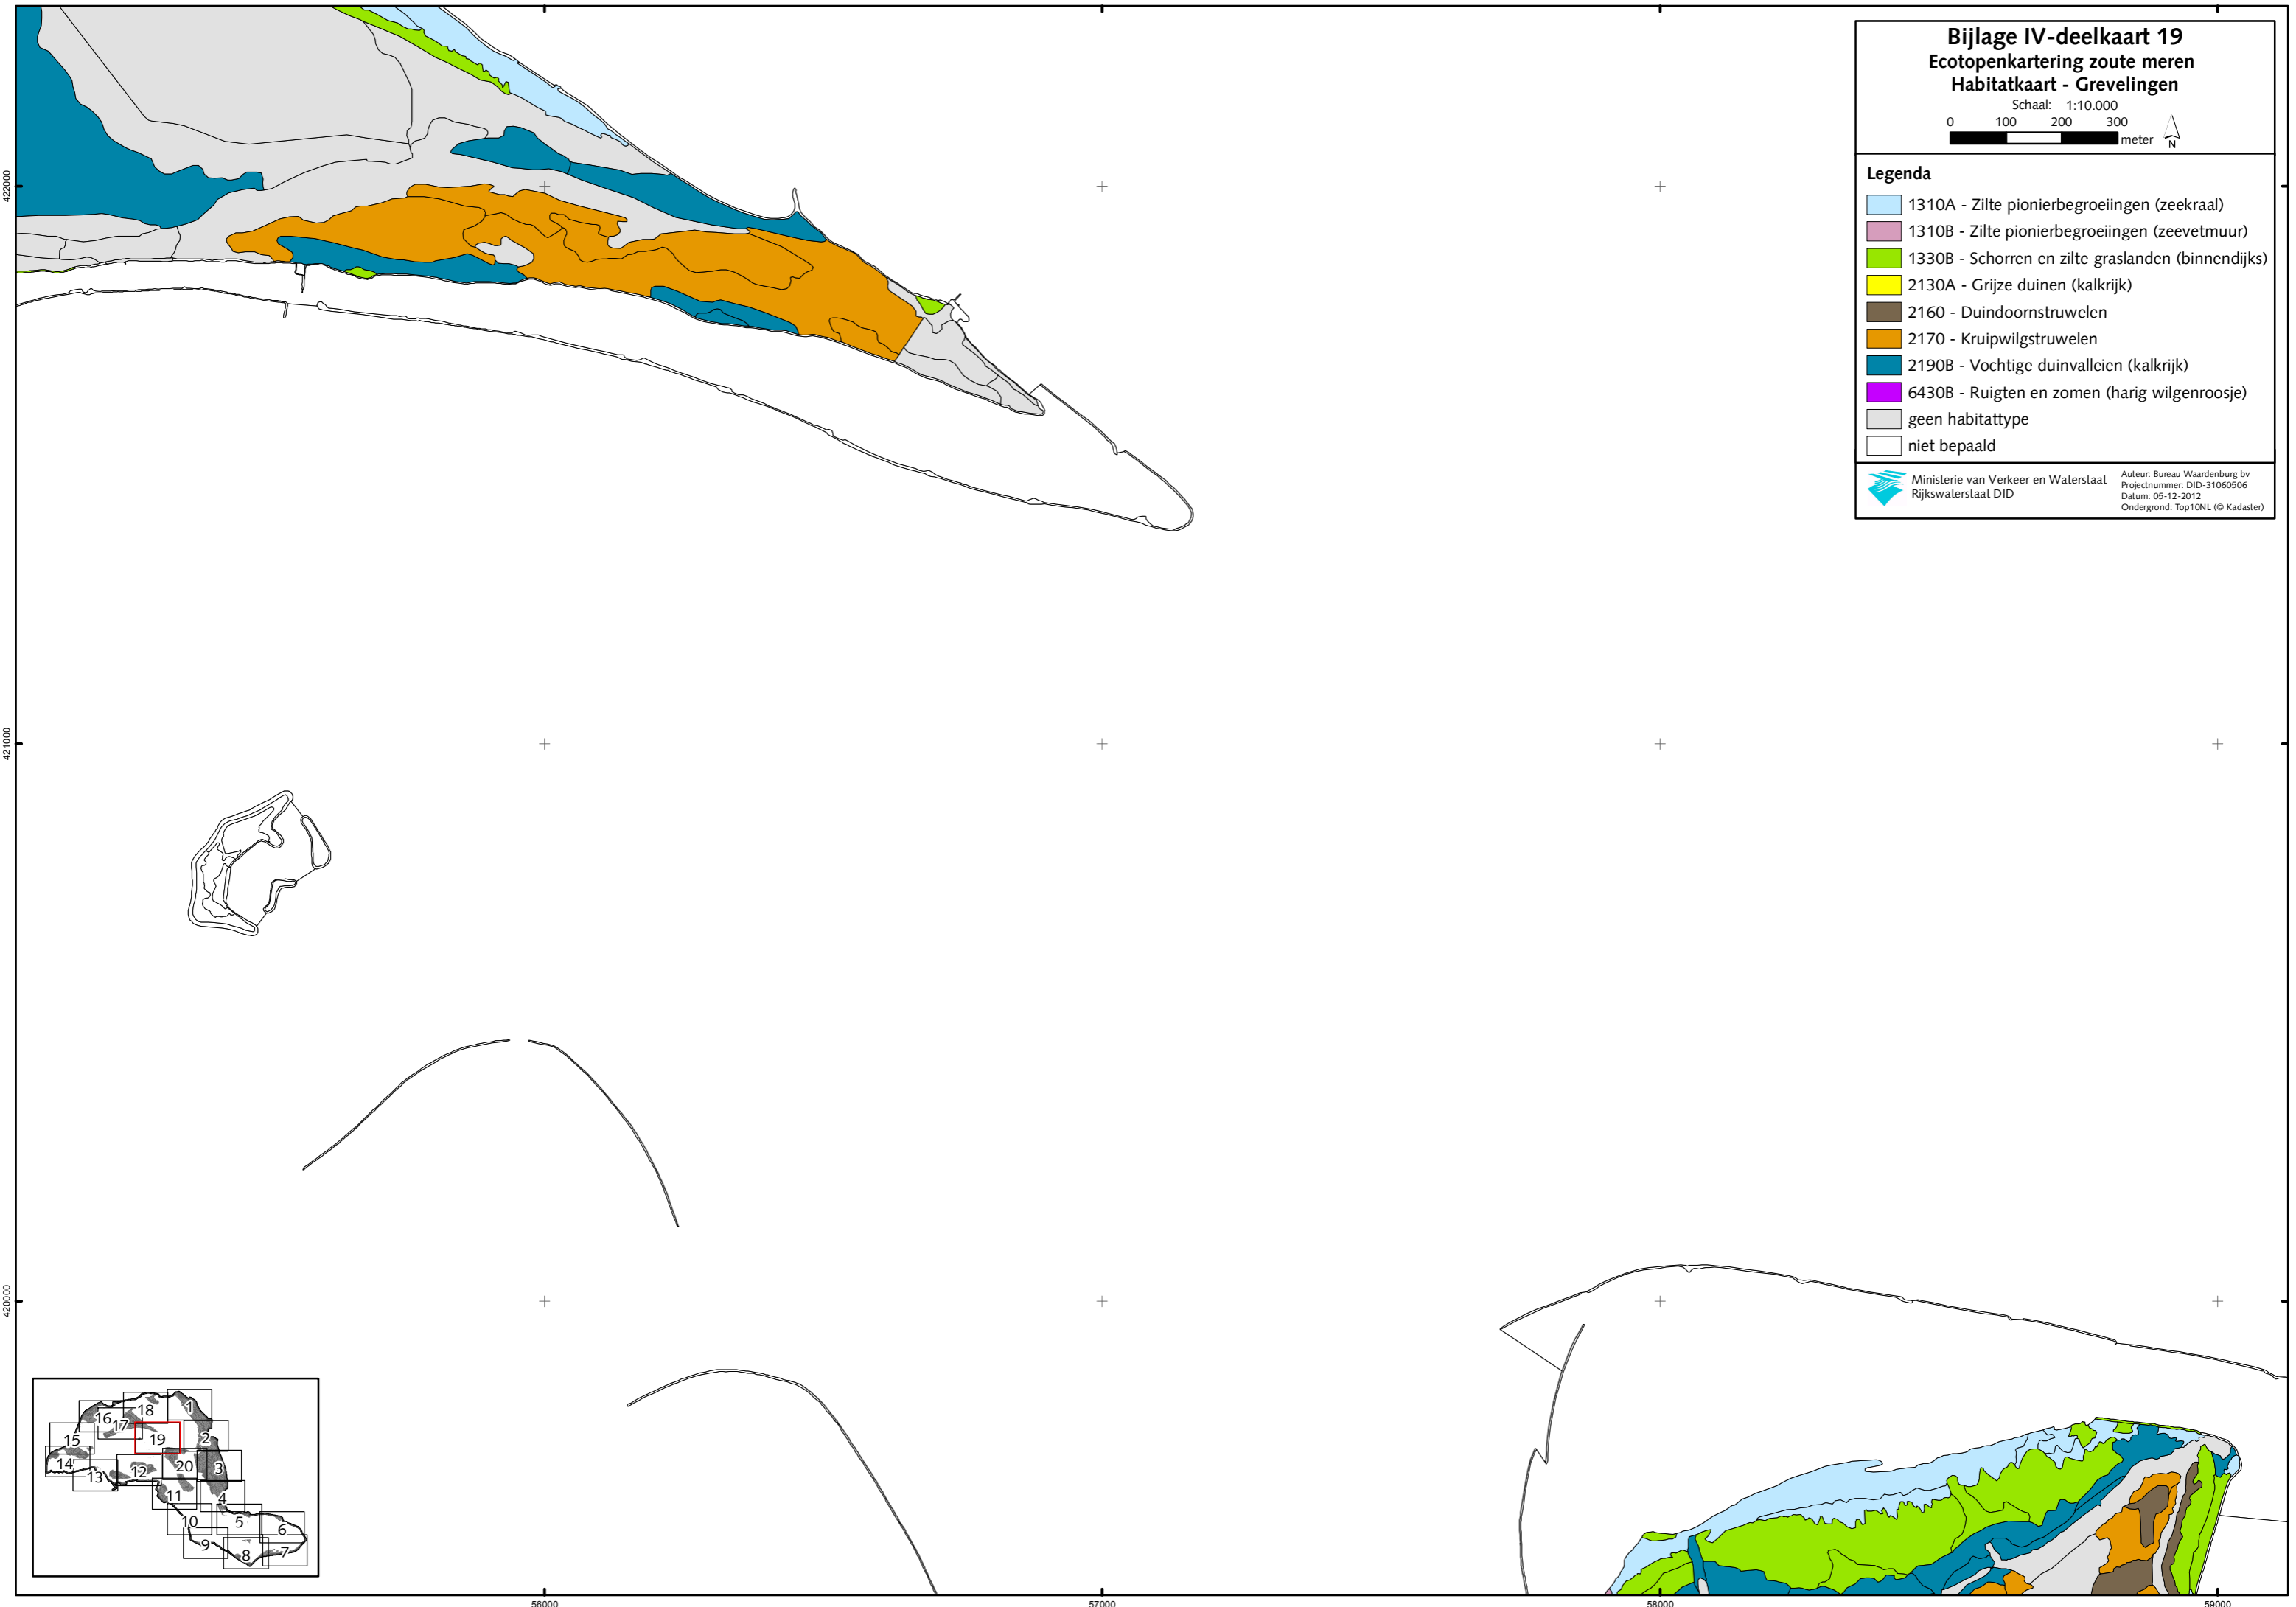 Bijlage IV-deelkaart 19
Ecotopenkartering zoute meren
Habitatkaart - Grevelingen
Schaal: 1:10.000
0 100 200 300
meter
N
Legenda
1310A - Zilte pionierbegroeiingen (zeekraal)
1310B - Zilte pionierbegroeiingen (zeevetmuur)
1330B - Schorren en zilte graslanden (binnendijks)
2130A - Grijze duinen (kalkrijk)
2160 - Duindoornstruwelen
2170 - Kruipwilgstruwelen
2190B - Vochtige duinvalleien (kalkrijk)
6430B - Ruigten en zomen (harig wilgenroosje)
geen habitattype
niet bepaald
Ministerie van Verkeer en Waterstaat
Rijkswaterstaat DID
Auteur: Bureau Waardenburg bv
Projectnummer: DID-31060506
Datum: 05-12-2012
Ondergrond: Top10NL (© Kadaster)
422000
421000
420000
56000 57000 58000 59000
1
2
3
4
5
6
7
8
9
10
11
12
13
14
15
16
17
18
19
20